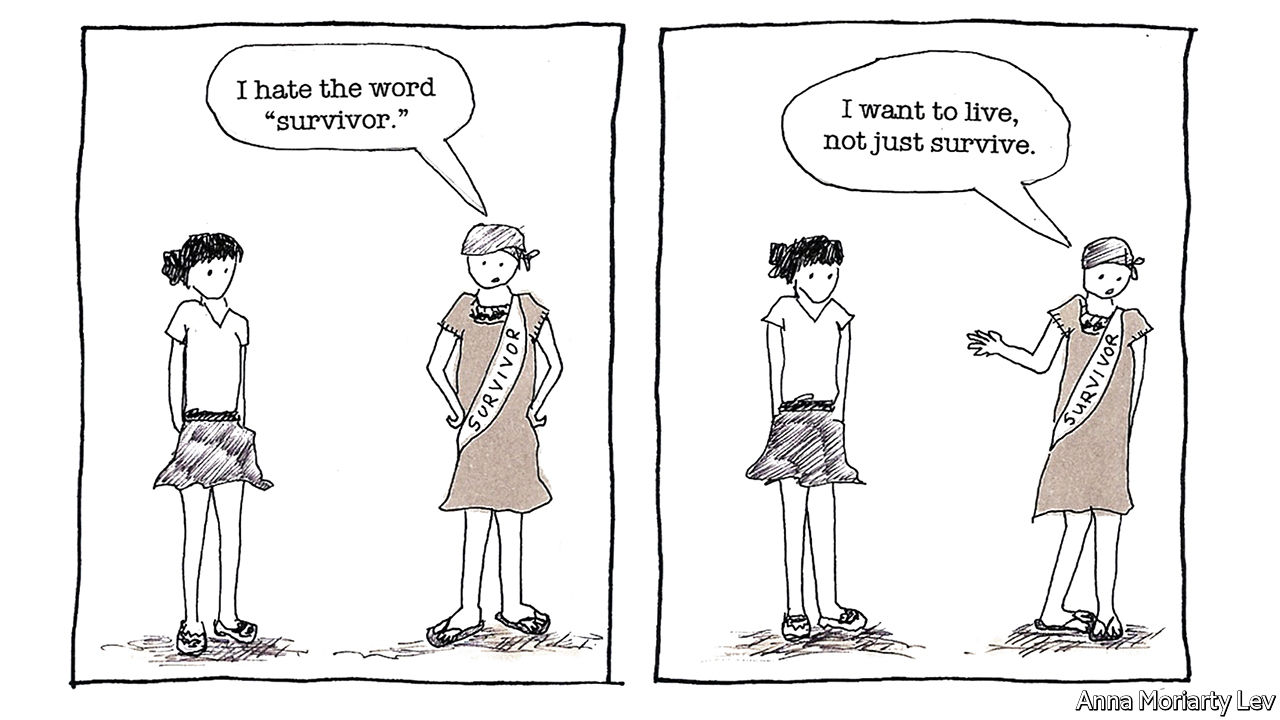 I hate the word
“survivor.”
SURVIVOR
I want to live,
not just survive.
SURVIVOR
Anna Moriarty Lev